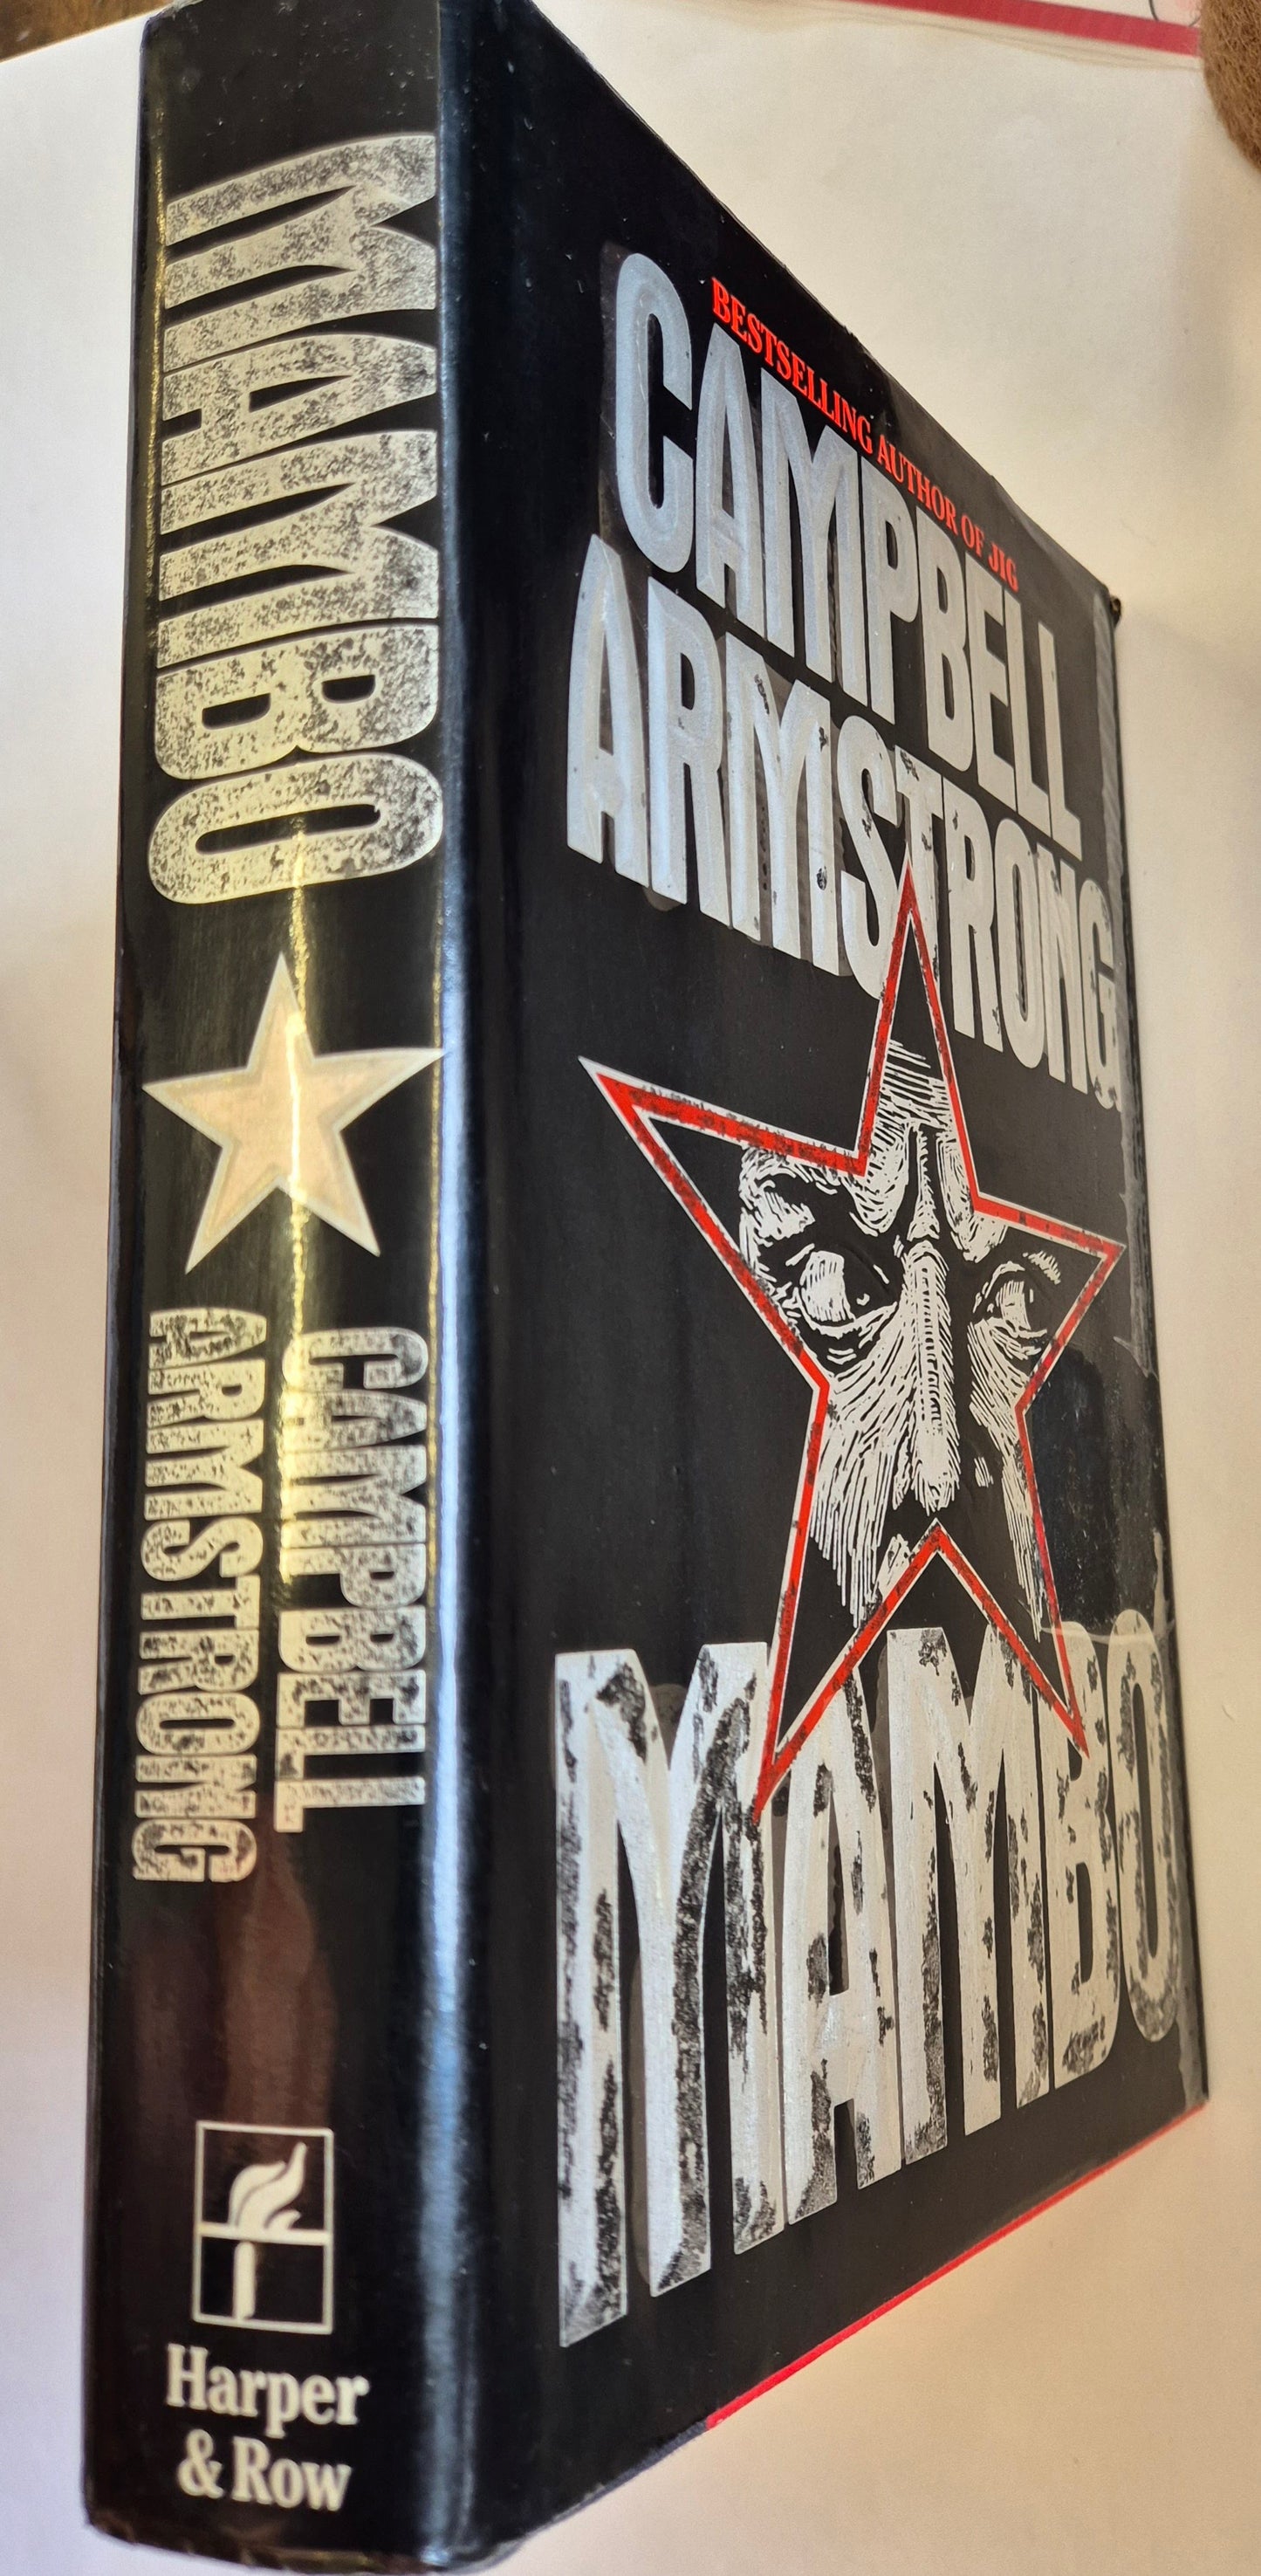 MAMBO
CAMPBELL
ARMSTRONG
Harper
& Row
BESTSELLING AUTHOR OF JIG
CAMPBELL
ARMSTRONG
MAMBO